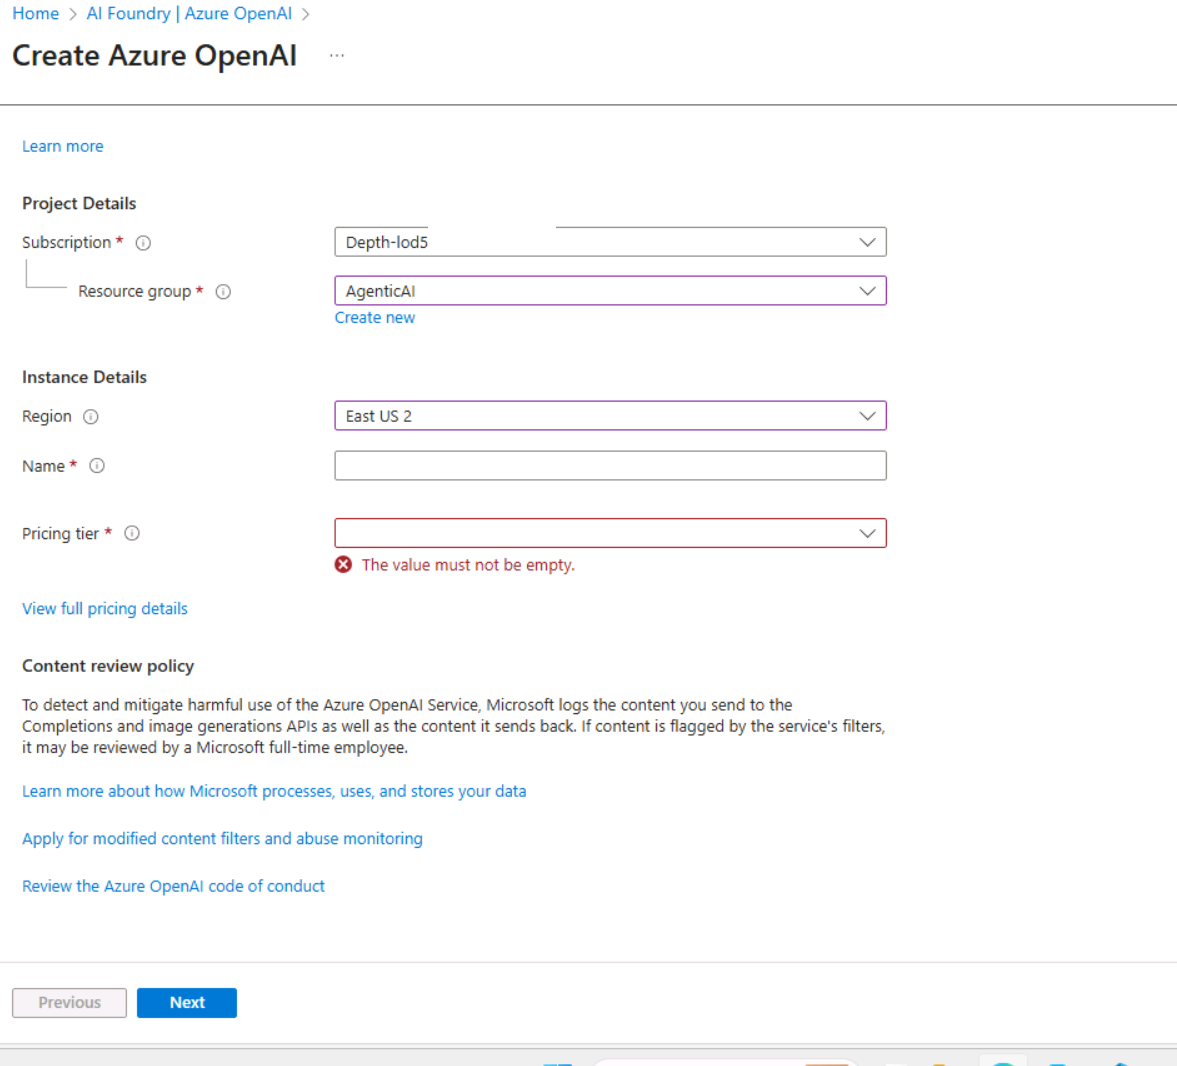 Home > AI Foundry | Azure OpenAI >
Create Azure OpenAI ...
Learn more
Project Details
Subscription *
Depth-lod5
Resource group *
AgenticAI
Create new
Instance Details
Region
East US 2
Name *
Pricing tier *
The value must not be empty.
View full pricing details
Content review policy
To detect and mitigate harmful use of the Azure OpenAI Service, Microsoft logs the content you send to the
Completions and image generations APIs as well as the content it sends back. If content is flagged by the service's filters,
it may be reviewed by a Microsoft full-time employee.
Learn more about how Microsoft processes, uses, and stores your data
Apply for modified content filters and abuse monitoring
Review the Azure OpenAI code of conduct
Previous
Next